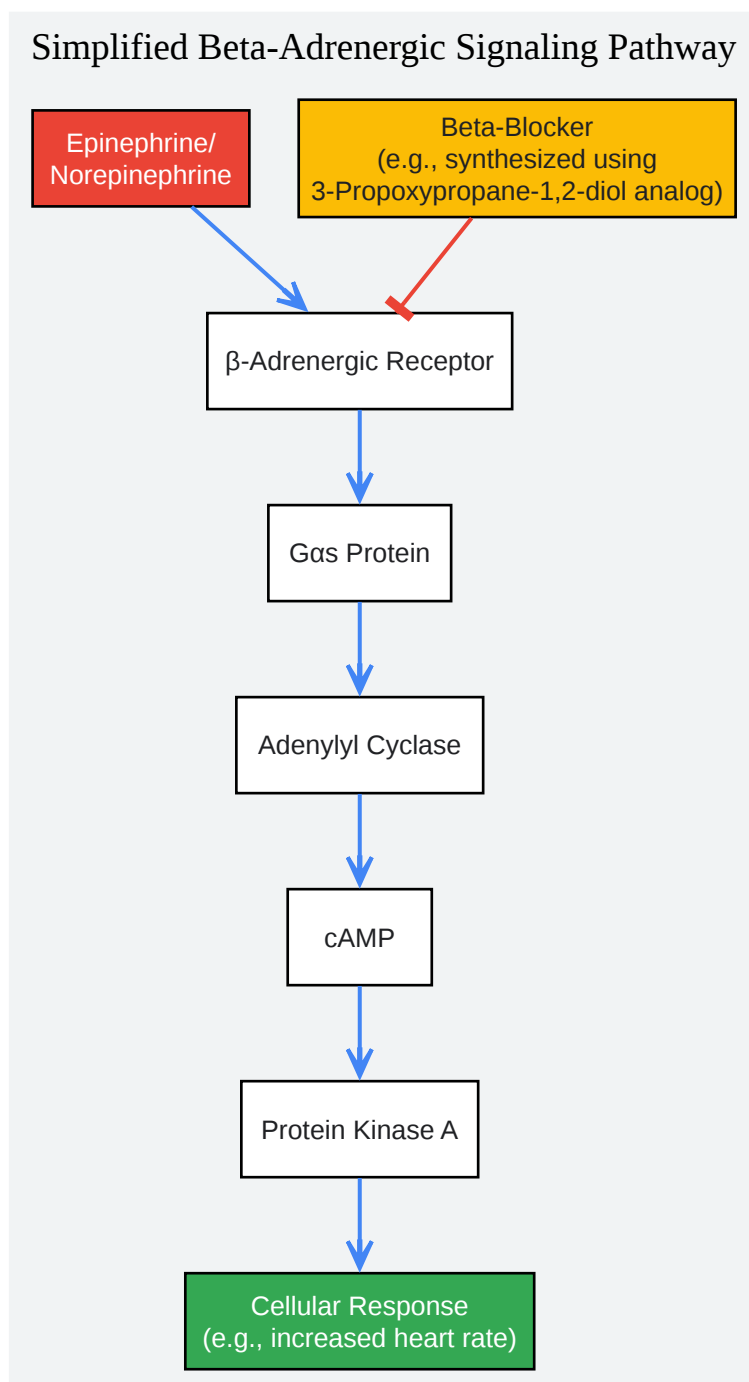 Simplified Beta-Adrenergic Signaling Pathway
Epinephrine/
Norepinephrine
Beta-Blocker
(e.g., synthesized using
3-Propoxypropane-1,2-diol analog)
β-Adrenergic Receptor
Gαs Protein
Adenylyl Cyclase
cAMP
Protein Kinase A
Cellular Response
(e.g., increased heart rate)